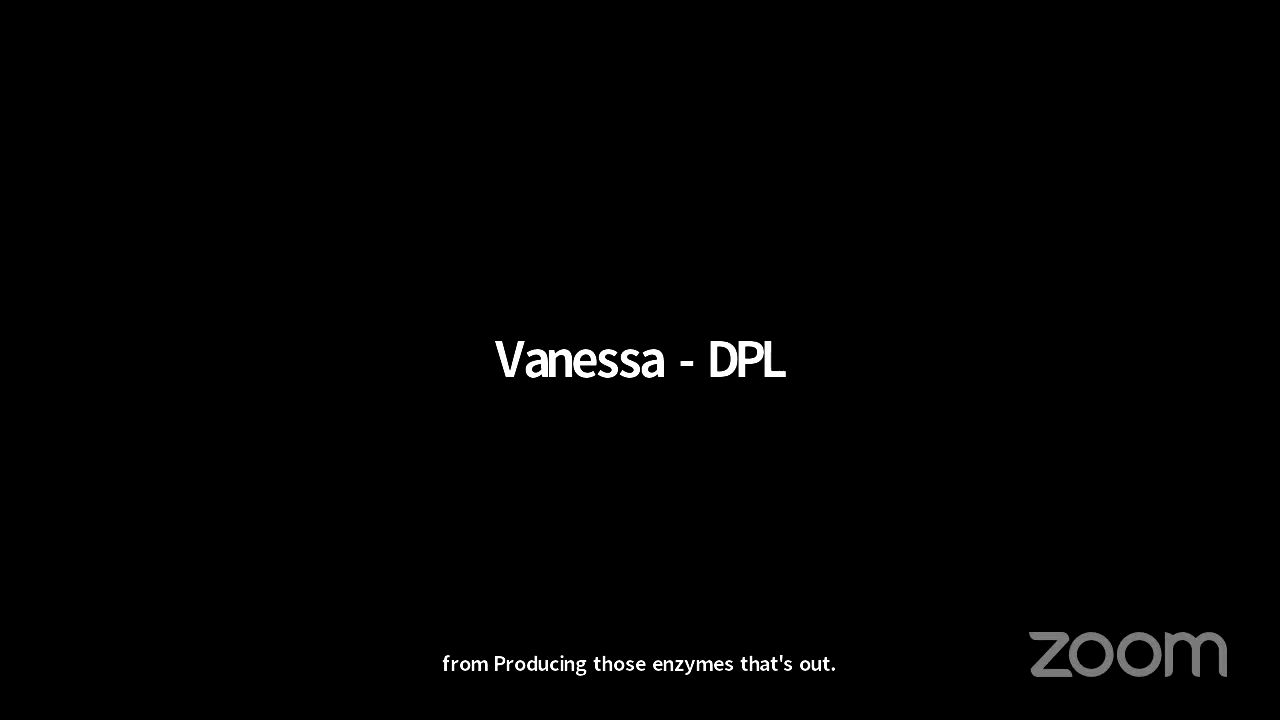 Vanessa - DPL
from Producing those enzymes that's out.
zoom